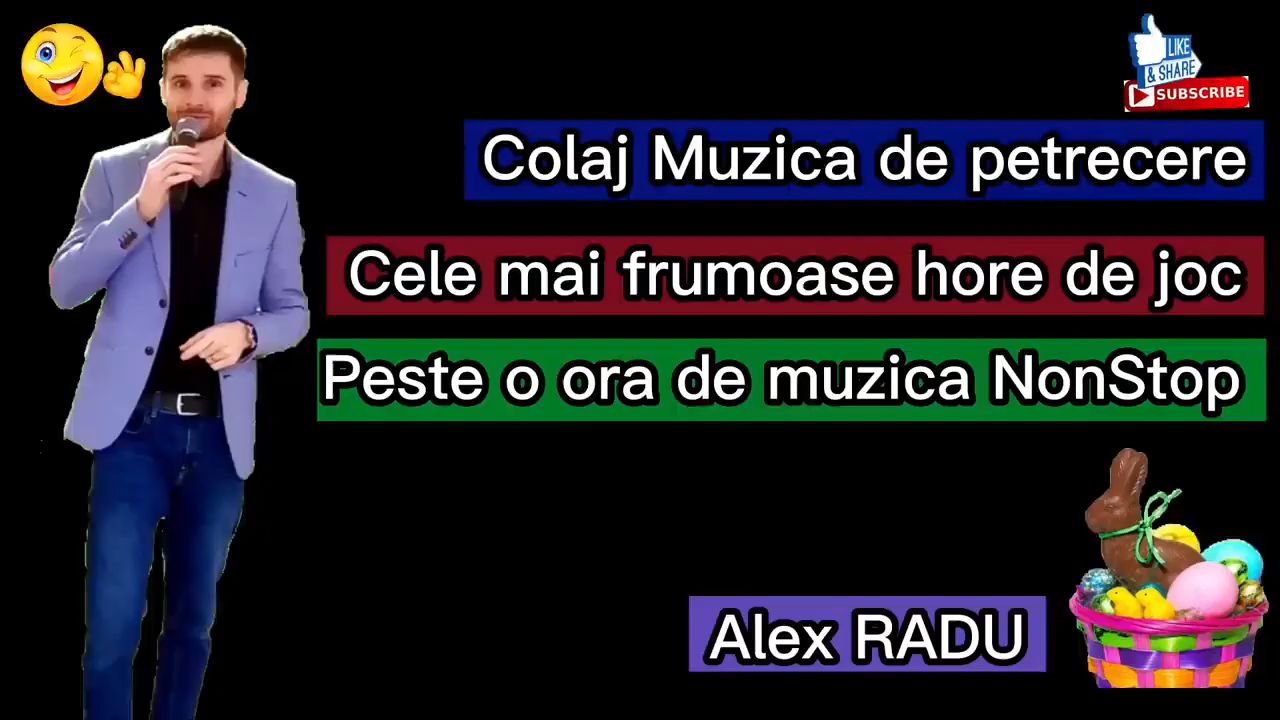 LIKE
& SHARE
SUBSCRIBE
Colaj Muzica de petrecere
Cele mai frumoase hore de joc
Peste o ora de muzica NonStop
Alex RADU